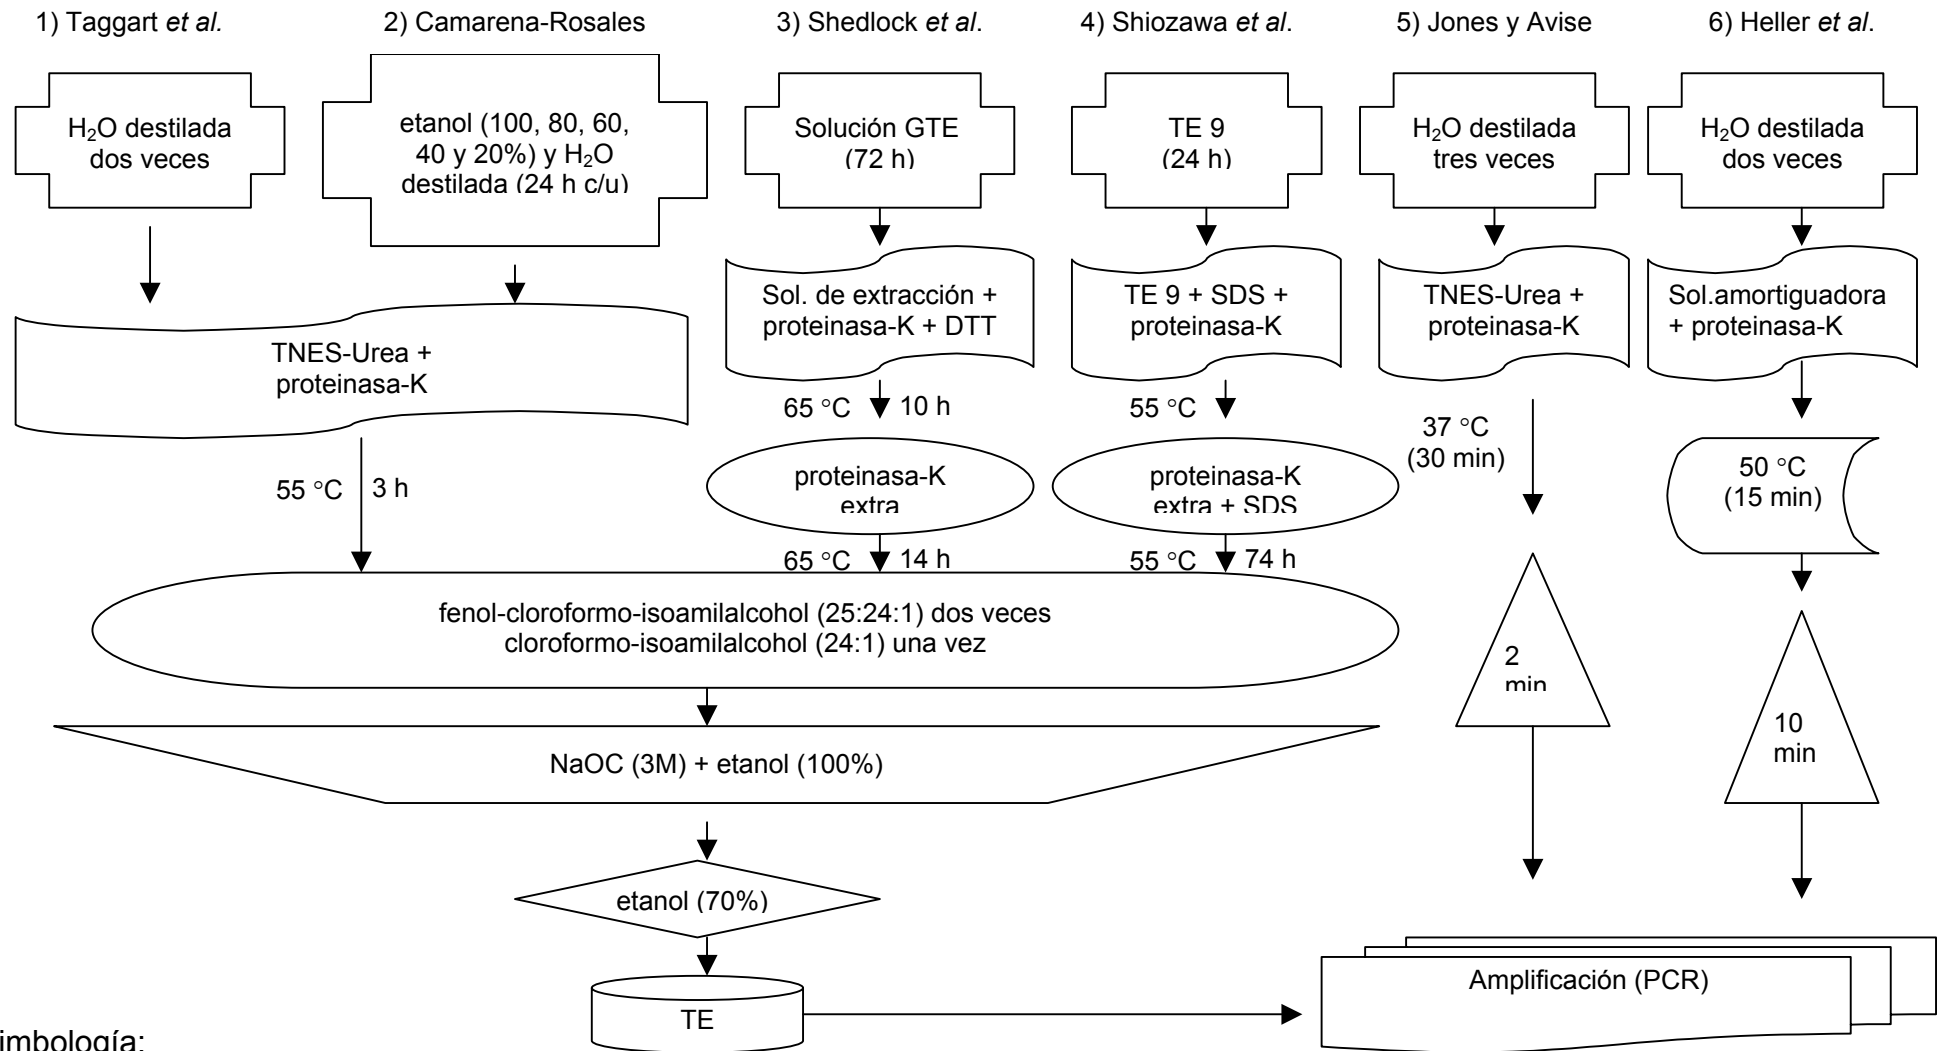 1) Taggart et al.
2) Camarena-Rosales
3) Shedlock et al.
4) Shiozawa et al.
5) Jones y Avise
6) Heller et al.
H₂O destilada
dos veces
etanol (100, 80, 60,
40 y 20%) y H₂O
destilada (24 h c/u)
Solución GTE
(72 h)
TE 9
(24 h)
H₂O destilada
tres veces
H₂O destilada
dos veces
TNES-Urea +
proteinasa-K
Sol. de extracción +
proteinasa-K + DTT
TE 9 + SDS +
proteinasa-K
TNES-Urea +
proteinasa-K
Sol.amortiguadora
+ proteinasa-K
55 °C
3 h
65 °C
10 h
55 °C
37 °C
(30 min)
50 °C
(15 min)
proteinasa-K
extra
proteinasa-K
extra + SDS
65 °C
14 h
55 °C
74 h
fenol-cloroformo-isoamilalcohol (25:24:1) dos veces
cloroformo-isoamilalcohol (24:1) una vez
2
min
10
min
NaOC (3M) + etanol (100%)
etanol (70%)
TE
Amplificación (PCR)
imbología: